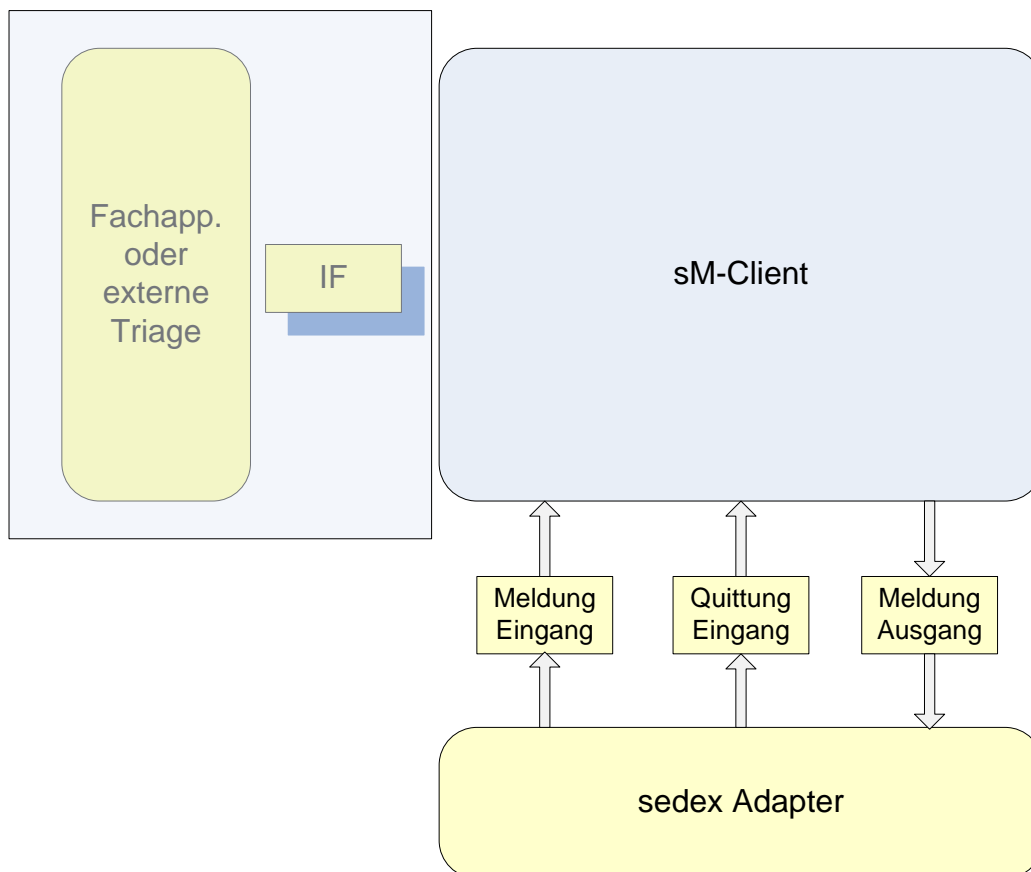 Fachapp.
oder
externe
Triage
IF
sM-Client
Meldung
Eingang
Quittung
Eingang
Meldung
Ausgang
sedex Adapter